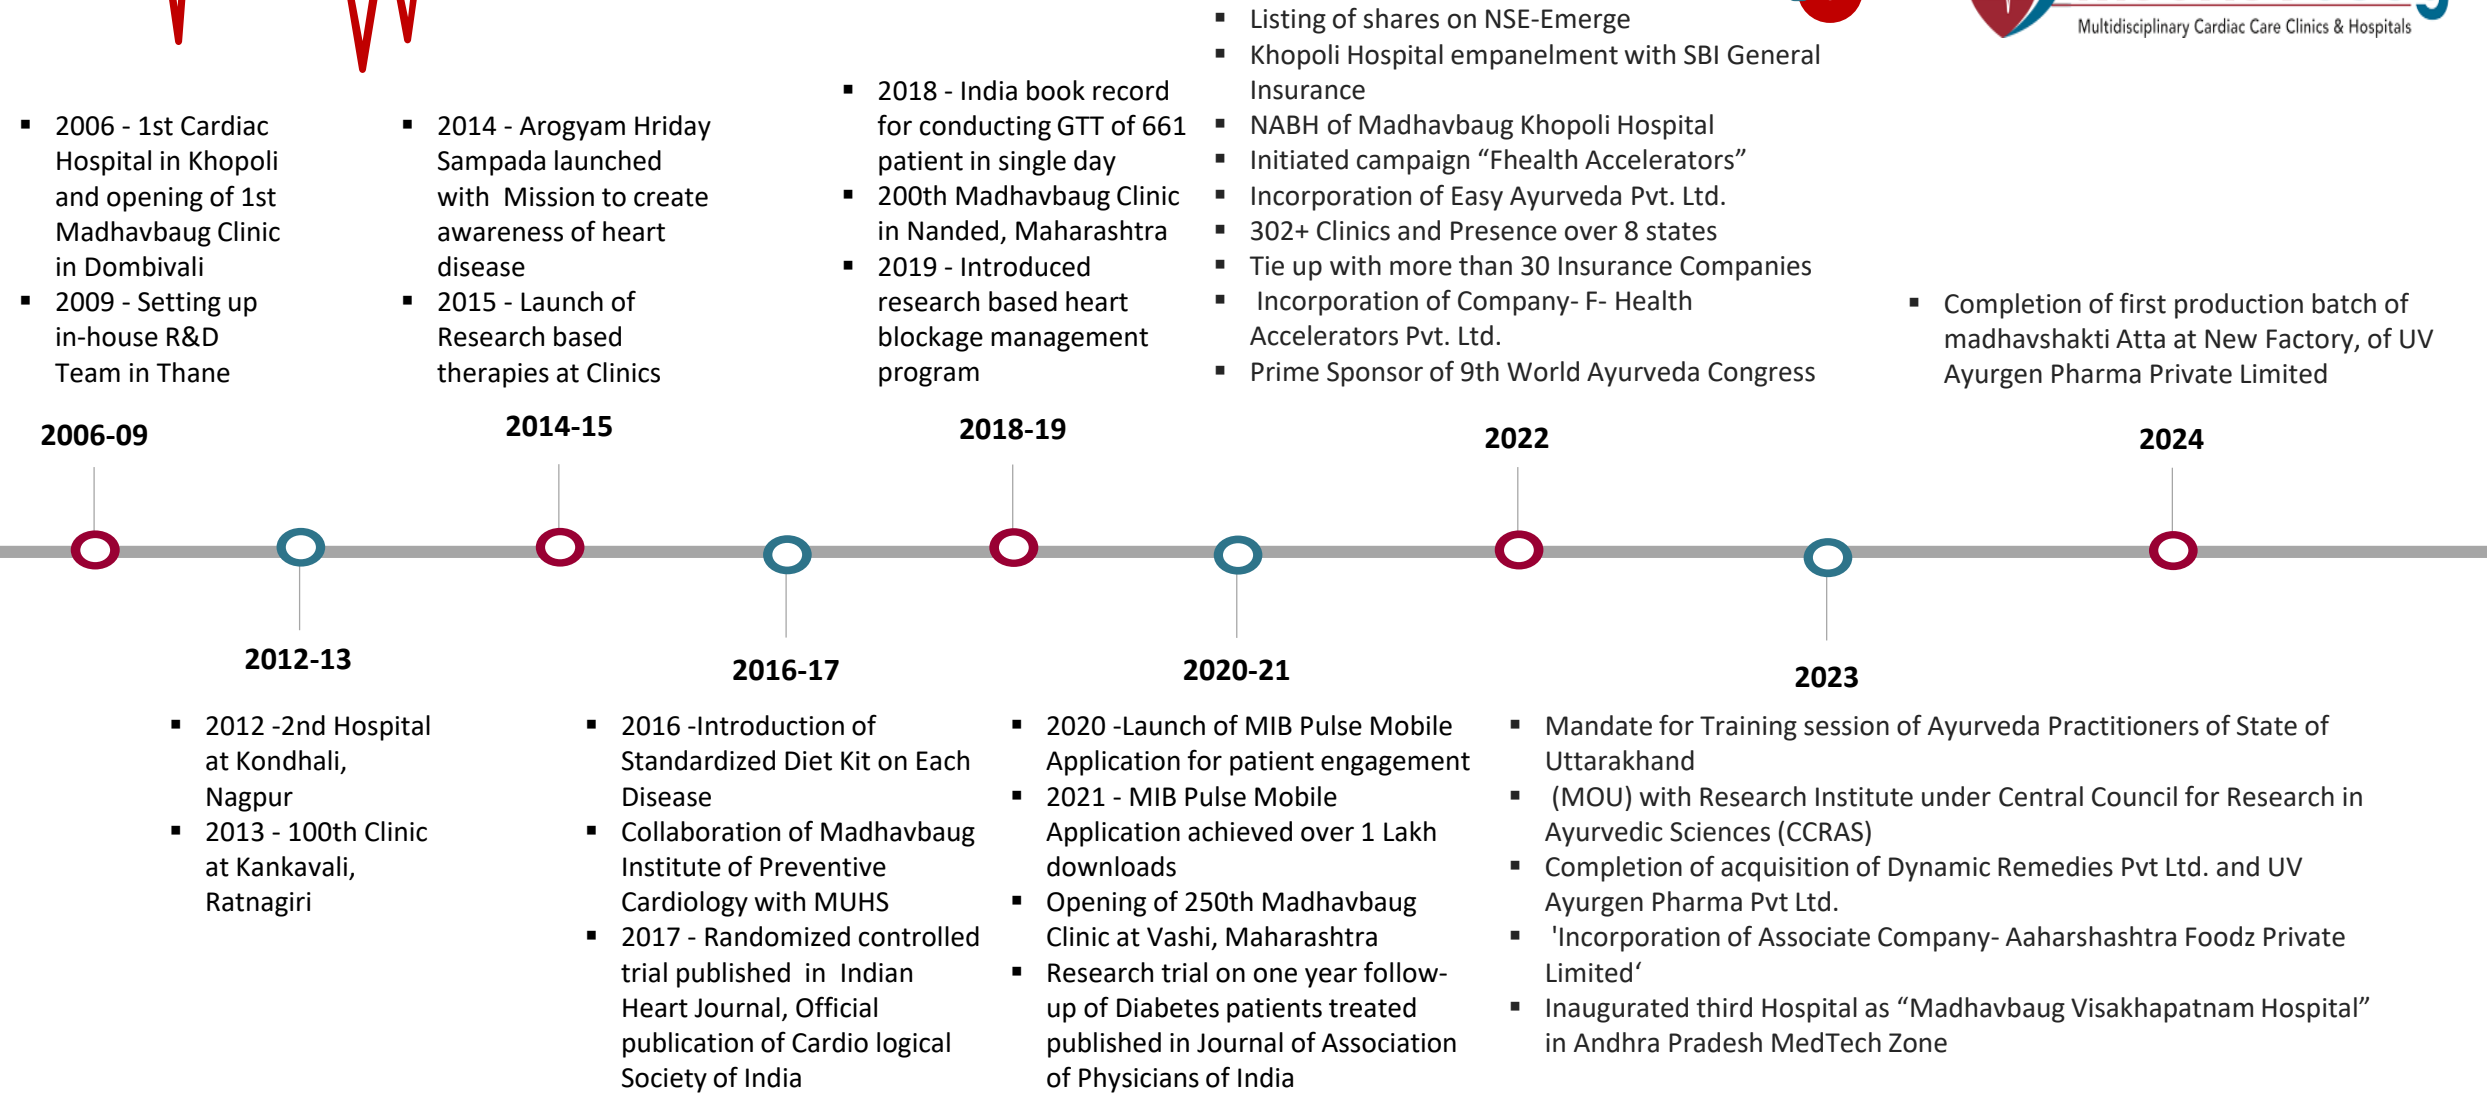 Multidisciplinary Cardiac Care Clinics & Hospitals
▪ 2006 - 1st Cardiac
Hospital in Khopoli
and opening of 1st
Madhavbaug Clinic
in Dombivali
▪ 2009 - Setting up
in-house R&D
Team in Thane
2006-09
▪ 2012 -2nd Hospital
at Kondhali,
Nagpur
▪ 2013 - 100th Clinic
at Kankavali,
Ratnagiri
2012-13
▪ 2014 - Arogyam Hriday
Sampada launched
with  Mission to create
awareness of heart
disease
▪ 2015 - Launch of
Research based
therapies at Clinics
2014-15
2016-17
▪ 2016 -Introduction of
Standardized Diet Kit on Each
Disease
▪ Collaboration of Madhavbaug
Institute of Preventive
Cardiology with MUHS
▪ 2017 - Randomized controlled
trial published  in  Indian
Heart Journal, Official
publication of Cardio logical
Society of India
▪ 2018 - India book record
for conducting GTT of 661
patient in single day
▪ 200th Madhavbaug Clinic
in Nanded, Maharashtra
▪ 2019 - Introduced
research based heart
blockage management
program
2018-19
2020-21
▪ 2020 -Launch of MIB Pulse Mobile
Application for patient engagement
▪ 2021 - MIB Pulse Mobile
Application achieved over 1 Lakh
downloads
▪ Opening of 250th Madhavbaug
Clinic at Vashi, Maharashtra
▪ Research trial on one year follow-
up of Diabetes patients treated
published in Journal of Association
of Physicians of India
▪ Listing of shares on NSE-Emerge
▪ Khopoli Hospital empanelment with SBI General
Insurance
▪ NABH of Madhavbaug Khopoli Hospital
▪ Initiated campaign “Fhealth Accelerators”
▪ Incorporation of Easy Ayurveda Pvt. Ltd.
▪ 302+ Clinics and Presence over 8 states
▪ Tie up with more than 30 Insurance Companies
▪ Incorporation of Company- F- Health
Accelerators Pvt. Ltd.
▪ Prime Sponsor of 9th World Ayurveda Congress
2022
2023
▪ Mandate for Training session of Ayurveda Practitioners of State of
Uttarakhand
▪ (MOU) with Research Institute under Central Council for Research in
Ayurvedic Sciences (CCRAS)
▪ Completion of acquisition of Dynamic Remedies Pvt Ltd. and UV
Ayurgen Pharma Pvt Ltd.
▪ 'Incorporation of Associate Company- Aaharshashtra Foodz Private
Limited‘
▪ Inaugurated third Hospital as “Madhavbaug Visakhapatnam Hospital”
in Andhra Pradesh MedTech Zone
▪ Completion of first production batch of
madhavshakti Atta at New Factory, of UV
Ayurgen Pharma Private Limited
2024